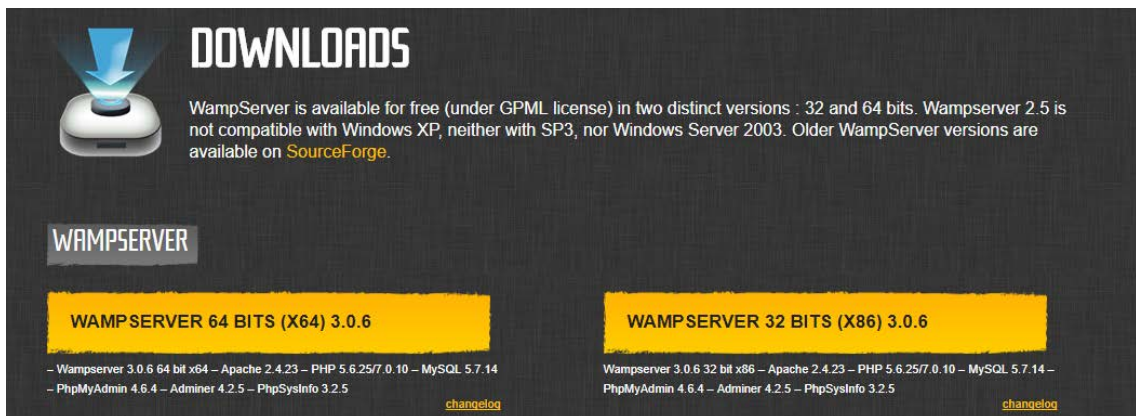 DOWNLOADS
WampServer is available for free (under GPML license) in two distinct versions : 32 and 64 bits. Wampserver 2.5 is
not compatible with Windows XP, neither with SP3, nor Windows Server 2003. Older WampServer versions are
available on SourceForge.
WAMPSERVER
WAMPSERVER 64 BITS (X64) 3.0.6
– Wampserver 3.0.6 64 bit x64 – Apache 2.4.23 – PHP 5.6.25/7.0.10 – MySQL 5.7.14
– PhpMyAdmin 4.6.4 – Adminer 4.2.5 – PhpSysInfo 3.2.5
changelog
WAMPSERVER 32 BITS (X86) 3.0.6
Wampserver 3.0.6 32 bit x86 – Apache 2.4.23 – PHP 5.6.25/7.0.10 – MySQL 5.7.14 –
PhpMyAdmin 4.6.4 – Adminer 4.2.5 – PhpSysInfo 3.2.5
changelog